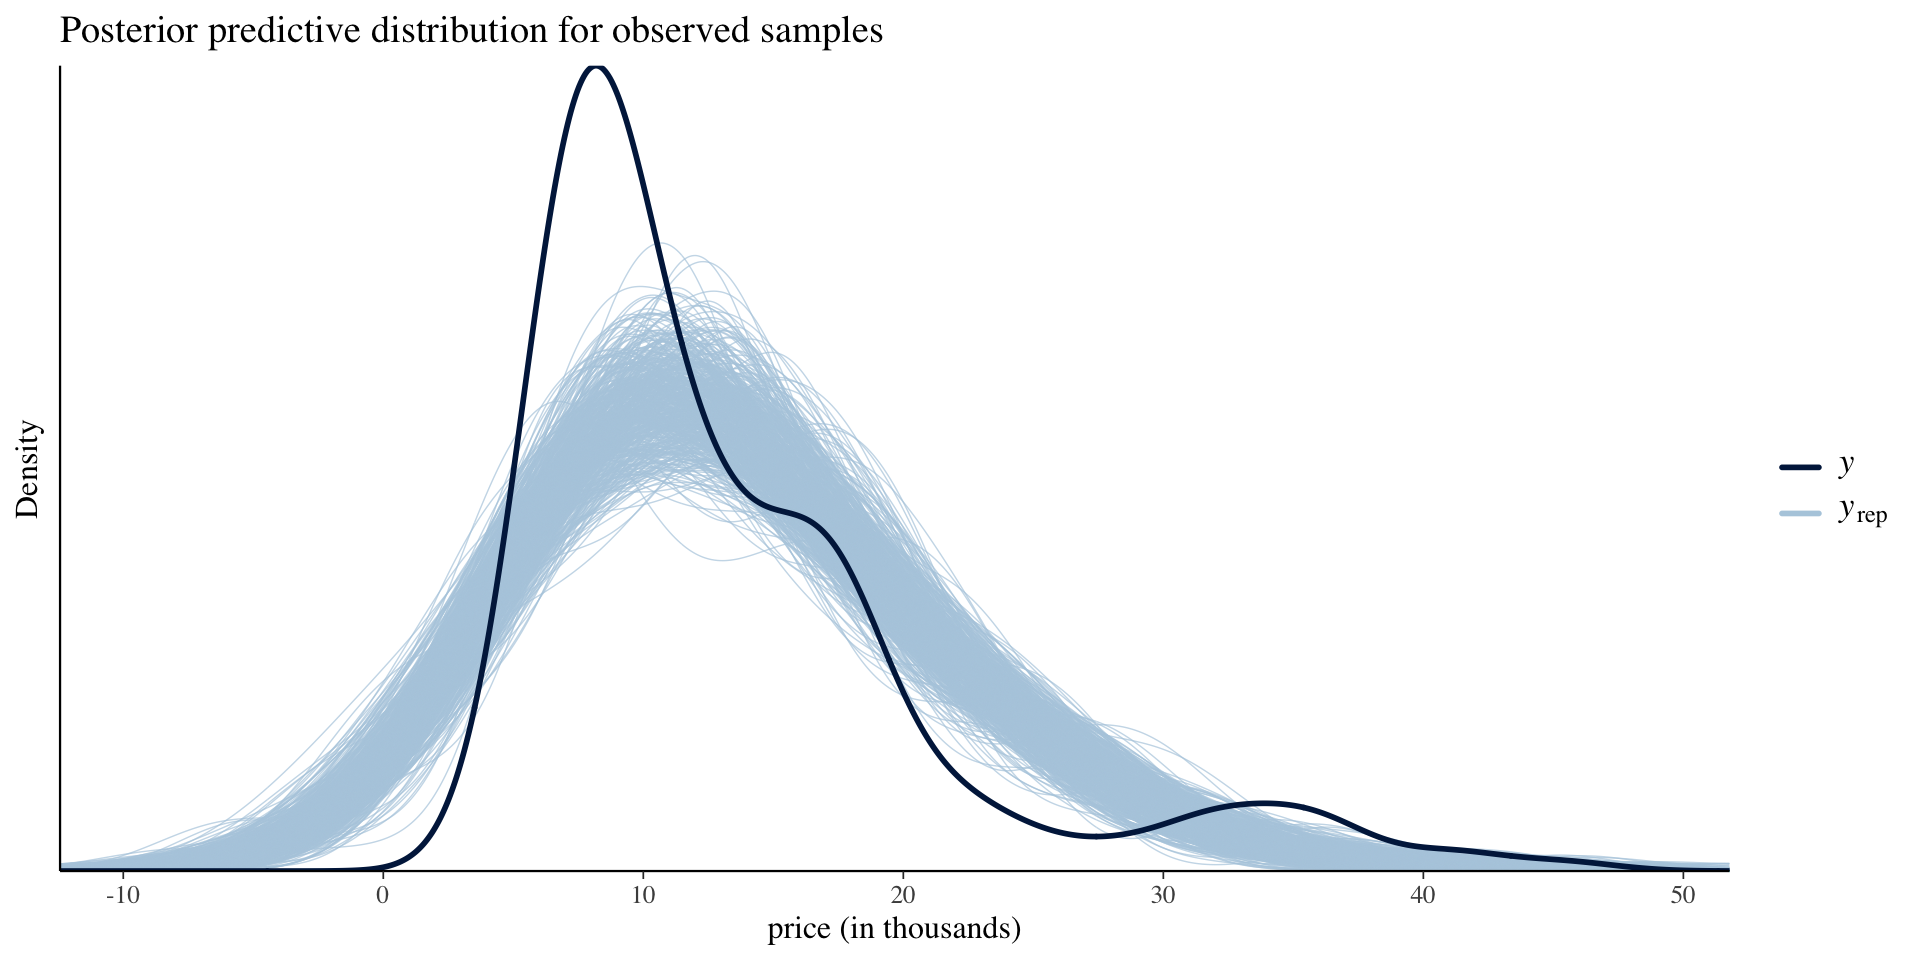 Posterior predictive distribution for observed samples
Density
y
y rep
-10 0 10 20 30 40 50
price (in thousands)